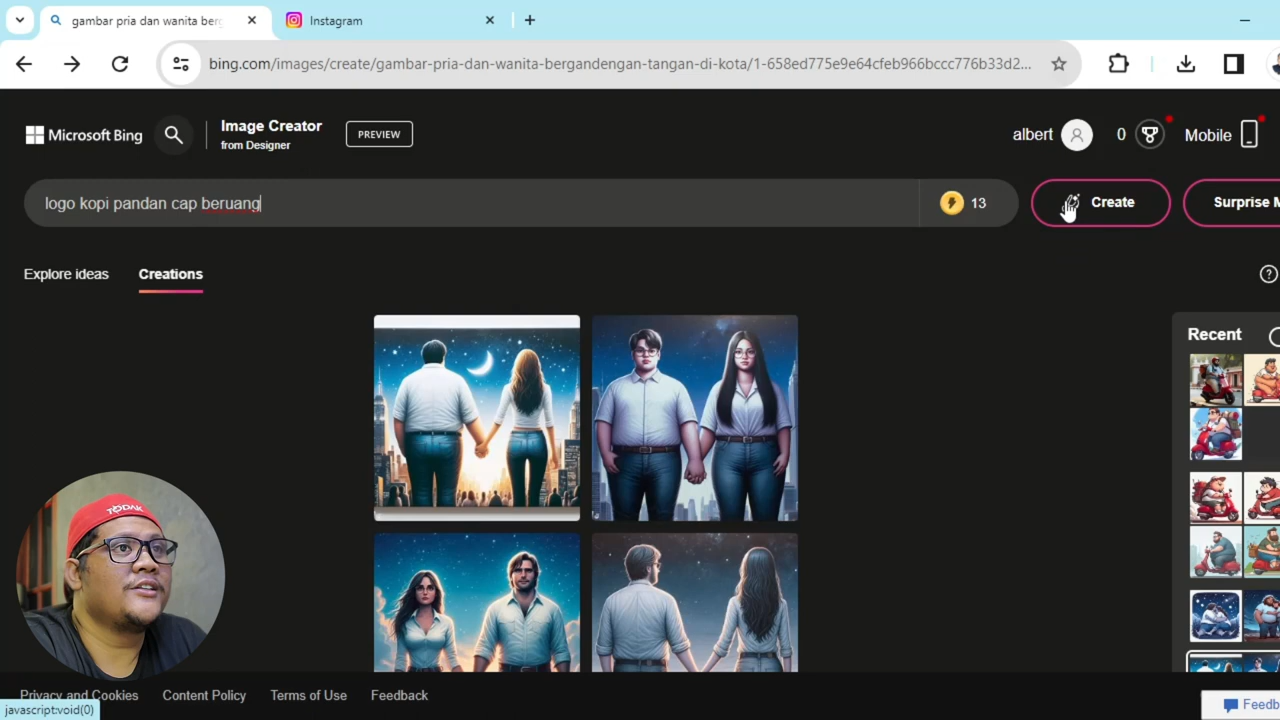 gambar pria dan wanita ber
Instagram
bing.com/images/create/gambar-pria-dan-wanita-bergandengan-tangan-di-kota/1-658ed775e9e64cfeb966bccc776b33d2...
Microsoft Bing
Image Creator
from Designer
PREVIEW
albert
0
Mobile
logo kopi pandan cap beruang
13
Create
Surprise M
Explore ideas
Creations
Recent
TODAK
Privacy and Cookies
Content Policy
Terms of Use
Feedback
javascript:void(0)
Feedb